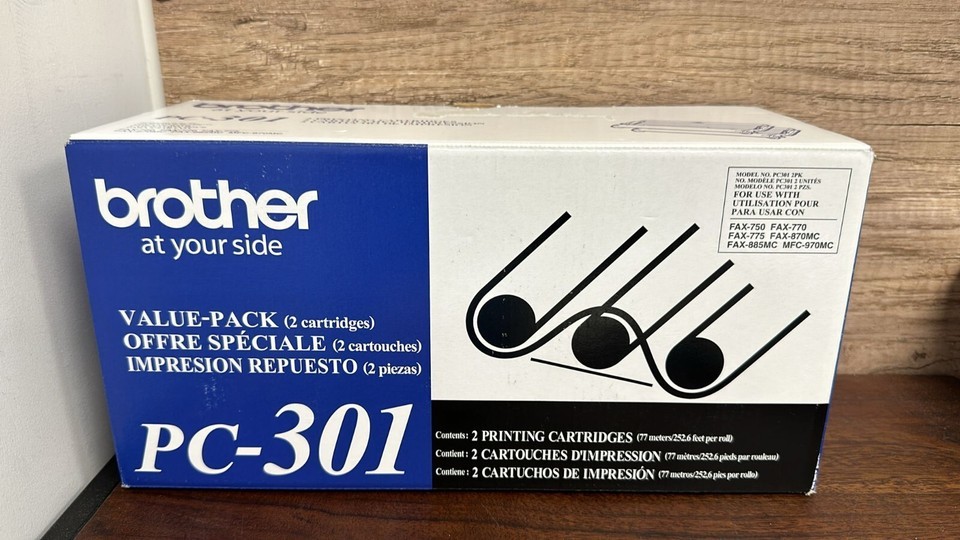 brother
PC-301
brother
at your side
VALUE-PACK (2 cartridges)
OFFRE SPÉCIALE (2 cartouches)
IMPRESION REPUESTO (2 piezas)
PC-301
MODEL NO. PC301 2PK
NO. MODÈLE PC301 2 UNITÉS
MODELO NO. PC301 2 PZS.
FOR USE WITH
UTILISATION POUR
PARA USAR CON
FAX-750 FAX-770
FAX-775 FAX-870MC
FAX-885MC MFC-970MC
Contents: 2 PRINTING CARTRIDGES (77 meters/252.6 feet per roll)
Contient : 2 CARTOUCHES D'IMPRESSION (77 mètres/252.6 pieds par rouleau)
Contiene : 2 CARTUCHOS DE IMPRESIÓN (77 metros/252,6 pies por rollo)